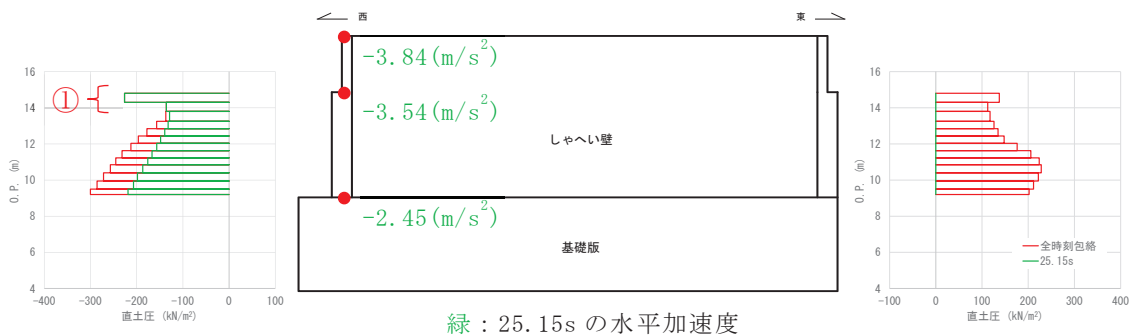 西
東
-3.84(m/s²)
-3.54(m/s²)
-2.45(m/s²)
しゃへい壁
基礎版
①
16
14
12
10
8
6
4
O.P. (m)
-400 -300 -200 -100 0 100
直土圧 (kN/m²)
16
14
12
10
8
6
4
O.P. (m)
全時刻包絡
25.15s
-100 0 100 200 300 400
直土圧 (kN/m²)
緑：25.15s の水平加速度